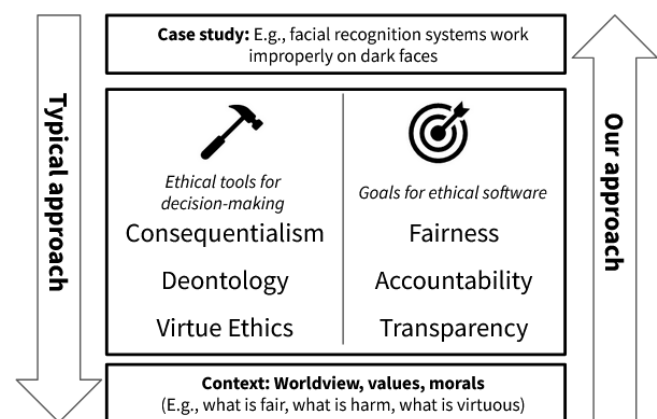 Case study: E.g., facial recognition systems work
improperly on dark faces
Typical approach
Ethical tools for
decision-making
Consequentialism
Deontology
Virtue Ethics
Goals for ethical software
Fairness
Accountability
Transparency
Our approach
Context: Worldview, values, morals
(E.g., what is fair, what is harm, what is virtuous)